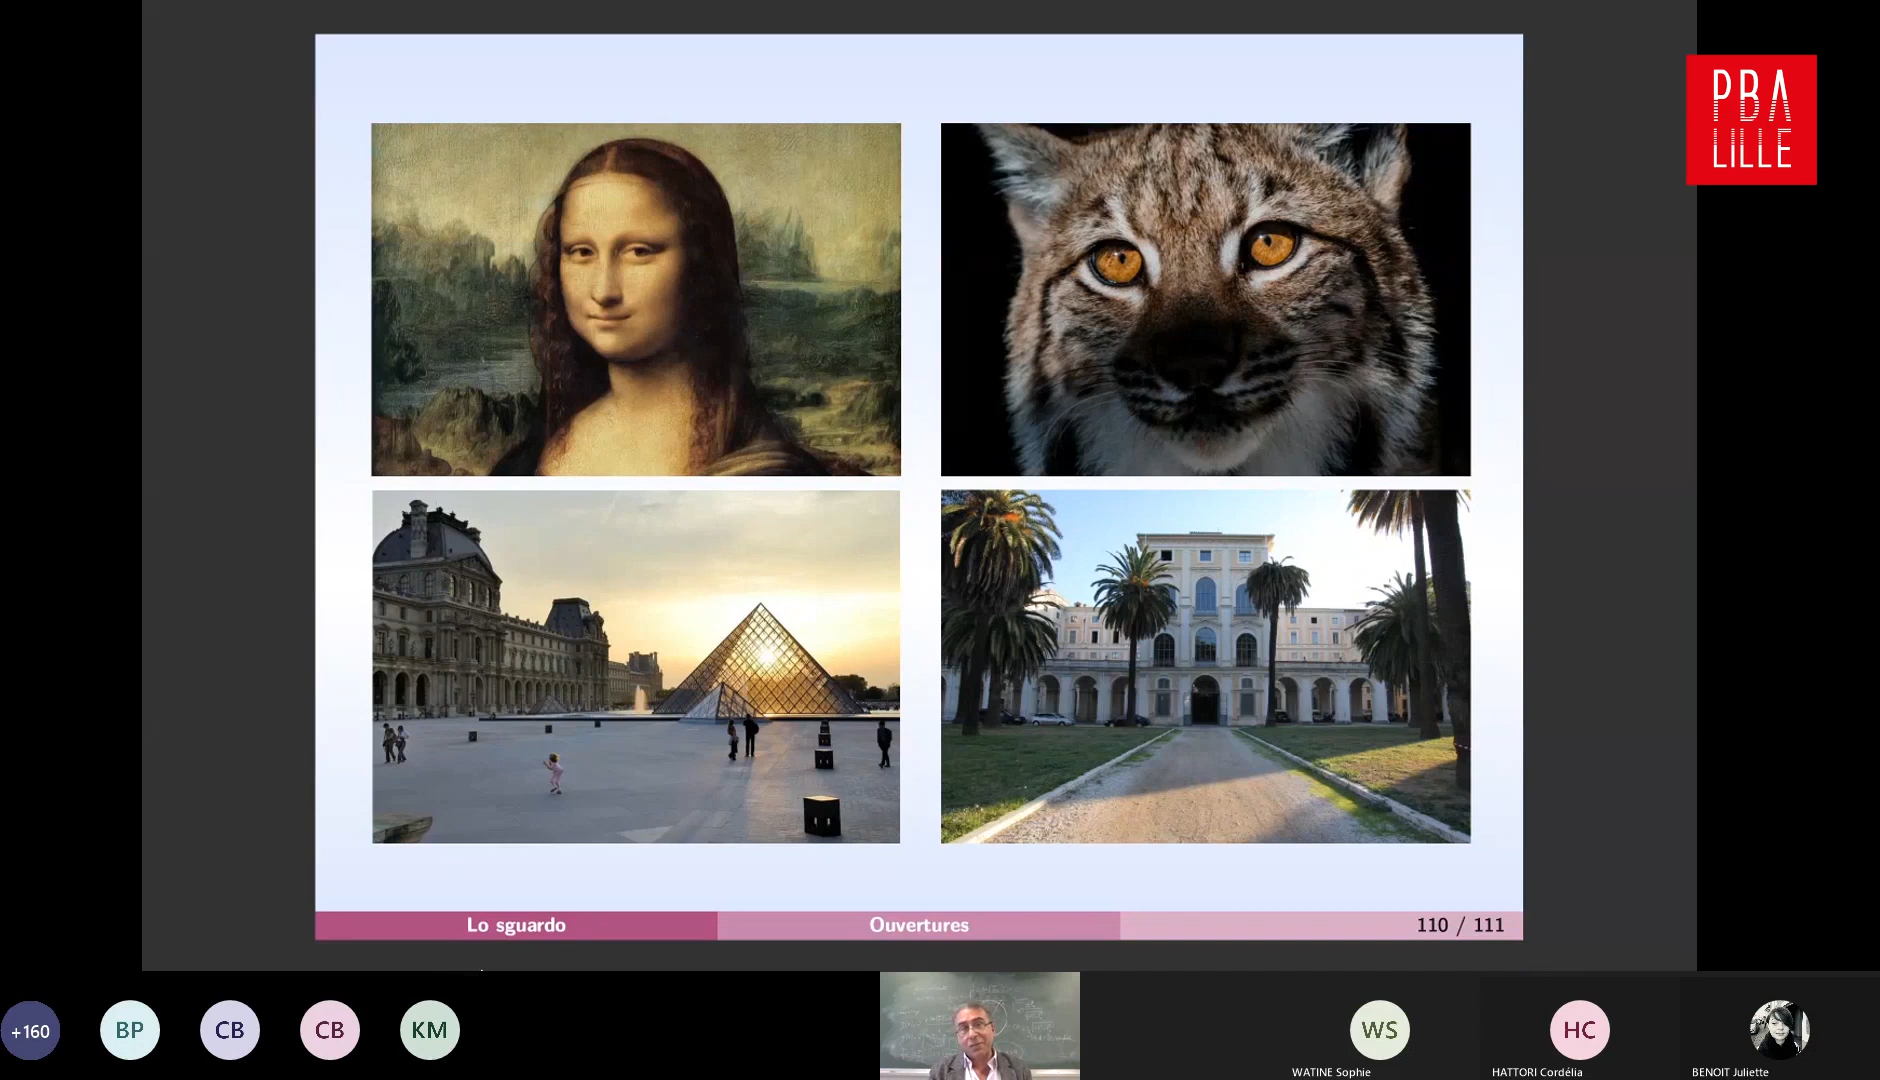 PBA
LILLE
Lo sguardo
Ouvertures
110 / 111
+160
BP
CB
CB
KM
WS
HC
WATINE Sophie
HATTORI Cordélia
BENOIT Juliette